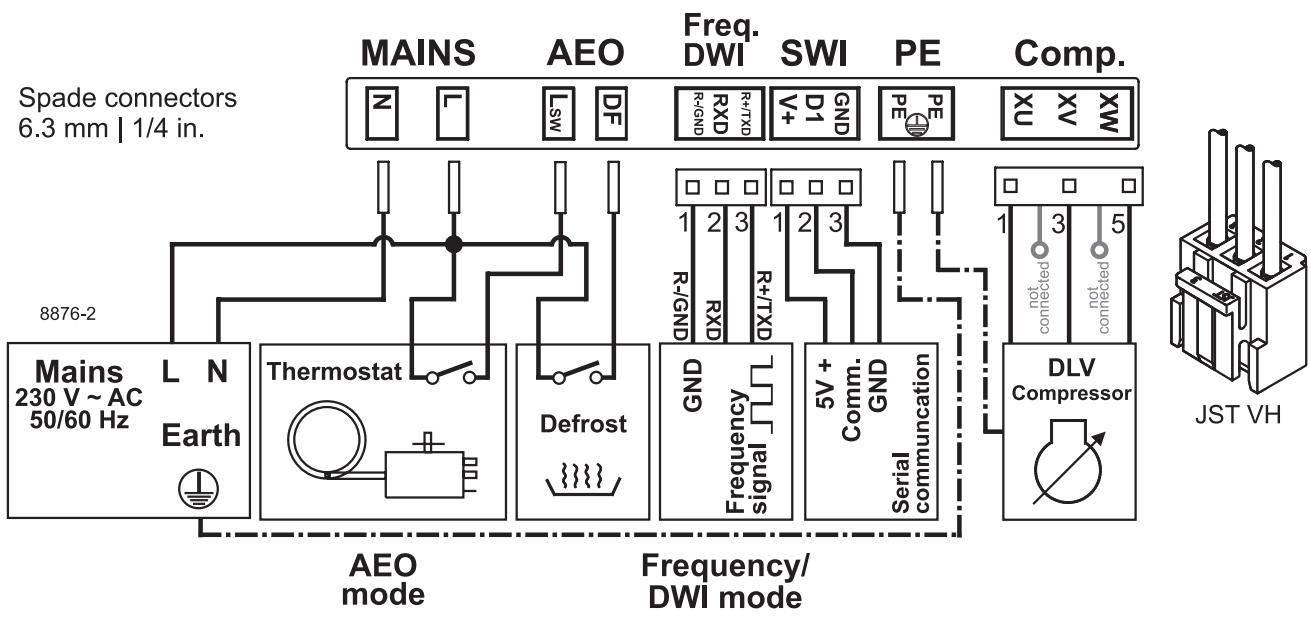 MAINS
AEO
Freq.
DWI
SWI
PE
Comp.
Spade connectors
6.3 mm | 1/4 in.
N
L
Lsw
DF
R-/GND
RXD
R+/TXD
V+
D1
GND
PE
PE
XU
XV
XW
1
2
3
1
2
3
1
3
5
not
connected
not
connected
R-/GND
RXD
R+/TXD
8876-2
Mains
230 V ~ AC
50/60 Hz
L
N
Earth
Thermostat
Defrost
GND
Frequency
signal
5V +
Comm.
GND
Serial
communcation
DLV
Compressor
JST VH
AEO
mode
Frequency/
DWI mode